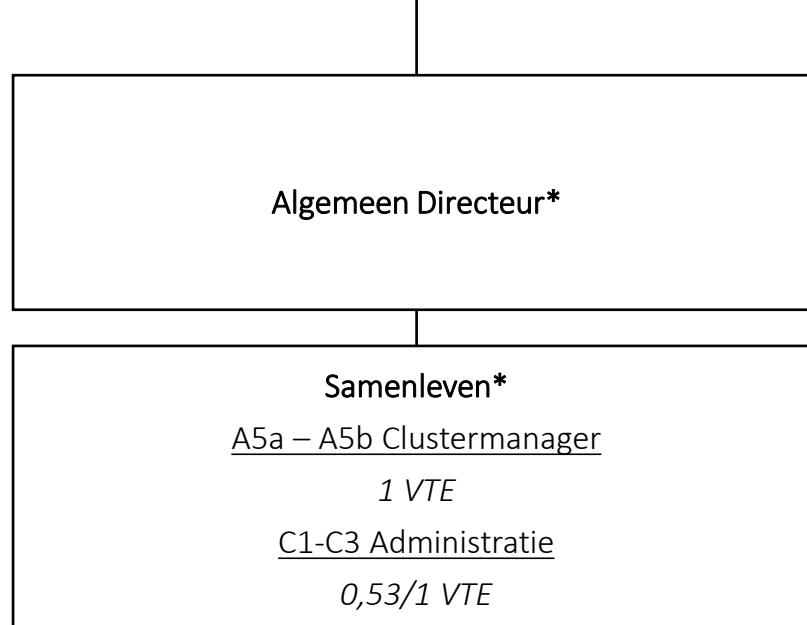 Algemeen Directeur*
Samenleven*
A5a – A5b Clustermanager
1 VTE
C1-C3 Administratie
0,53/1 VTE